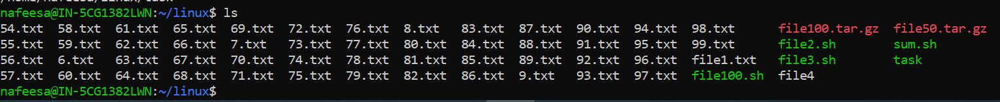 nafeesa@IN-5CG1382LWN:~/linux$ ls
54.txt 58.txt 61.txt 65.txt 69.txt 72.txt 76.txt 8.txt 83.txt 87.txt 90.txt 94.txt 98.txt file100.tar.gz file50.tar.gz
55.txt 59.txt 62.txt 66.txt 7.txt 73.txt 77.txt 80.txt 84.txt 88.txt 91.txt 95.txt 99.txt file2.sh sum.sh
56.txt 6.txt 63.txt 67.txt 70.txt 74.txt 78.txt 81.txt 85.txt 89.txt 92.txt 96.txt file1.txt file3.sh task
57.txt 60.txt 64.txt 68.txt 71.txt 75.txt 79.txt 82.txt 86.txt 9.txt 93.txt 97.txt file100.sh file4
nafeesa@IN-5CG1382LWN:~/linux$